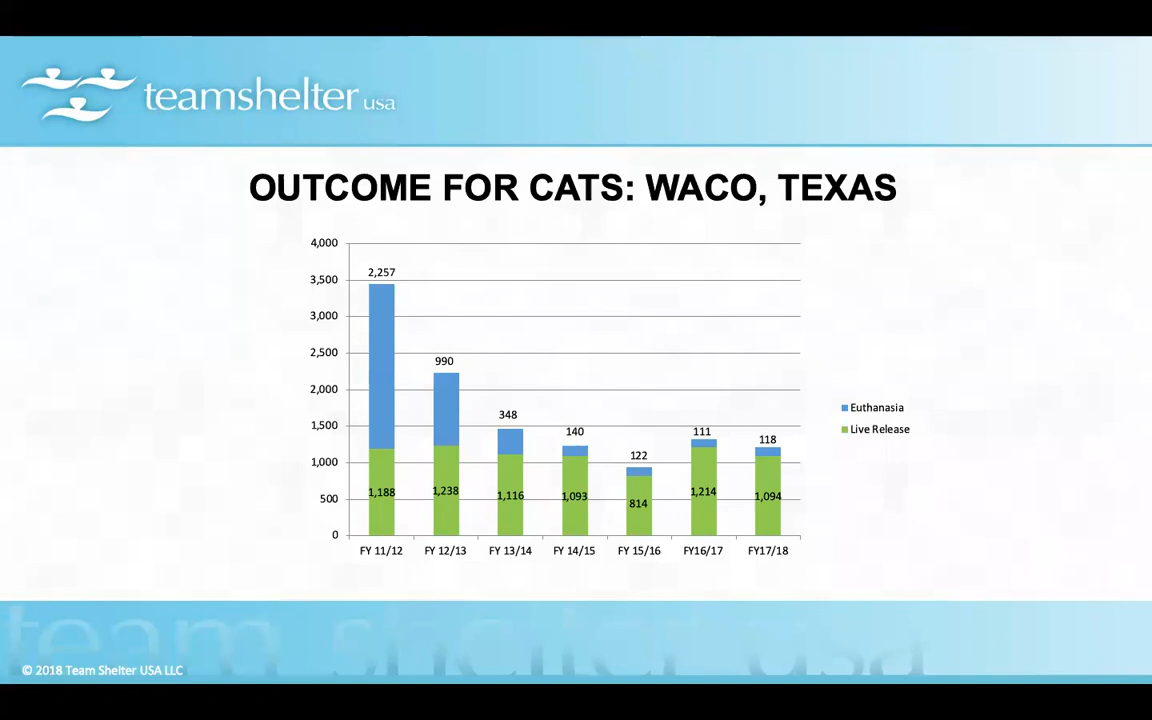 teamshelter usa
OUTCOME FOR CATS: WACO, TEXAS
4,000
3,500
3,000
2,500
2,000
1,500
1,000
500
0
2,257
990
348
140
122
111
118
1,188
1,238
1,116
1,093
814
1,214
1,094
FY 11/12
FY 12/13
FY 13/14
FY 14/15
FY 15/16
FY16/17
FY17/18
Euthanasia
Live Release
team shelter usa
© 2018 Team Shelter USA LLC